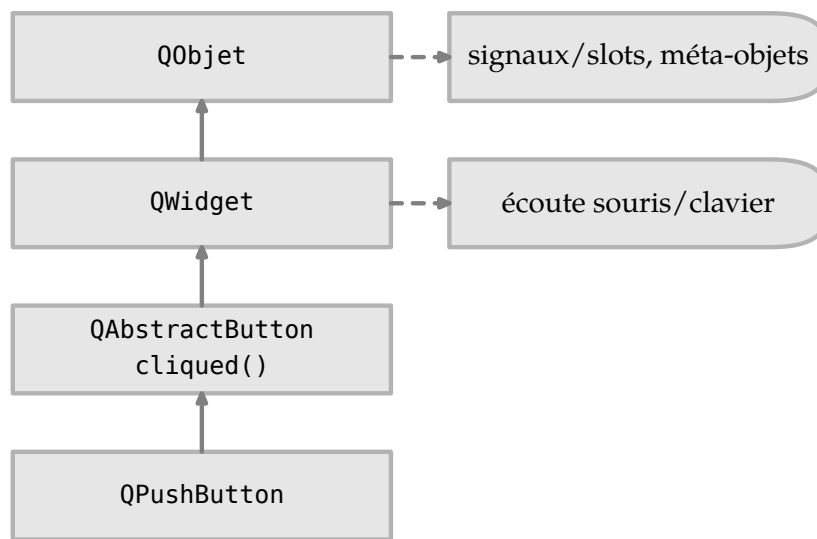 QObjet
signaux/slots, méta-objets
QWidget
écoute souris/clavier
QAbstractButton
cliqued()
QPushButton